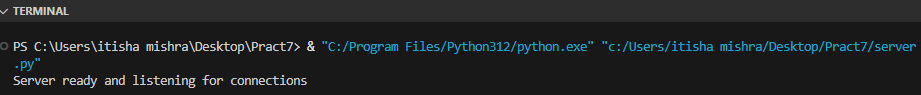 TERMINAL
PS C:\Users\itisha mishra\Desktop\Pract7> & "C:/Program Files/Python312/python.exe" "c:/Users/itisha mishra/Desktop/Pract7/server
.py"
Server ready and listening for connections